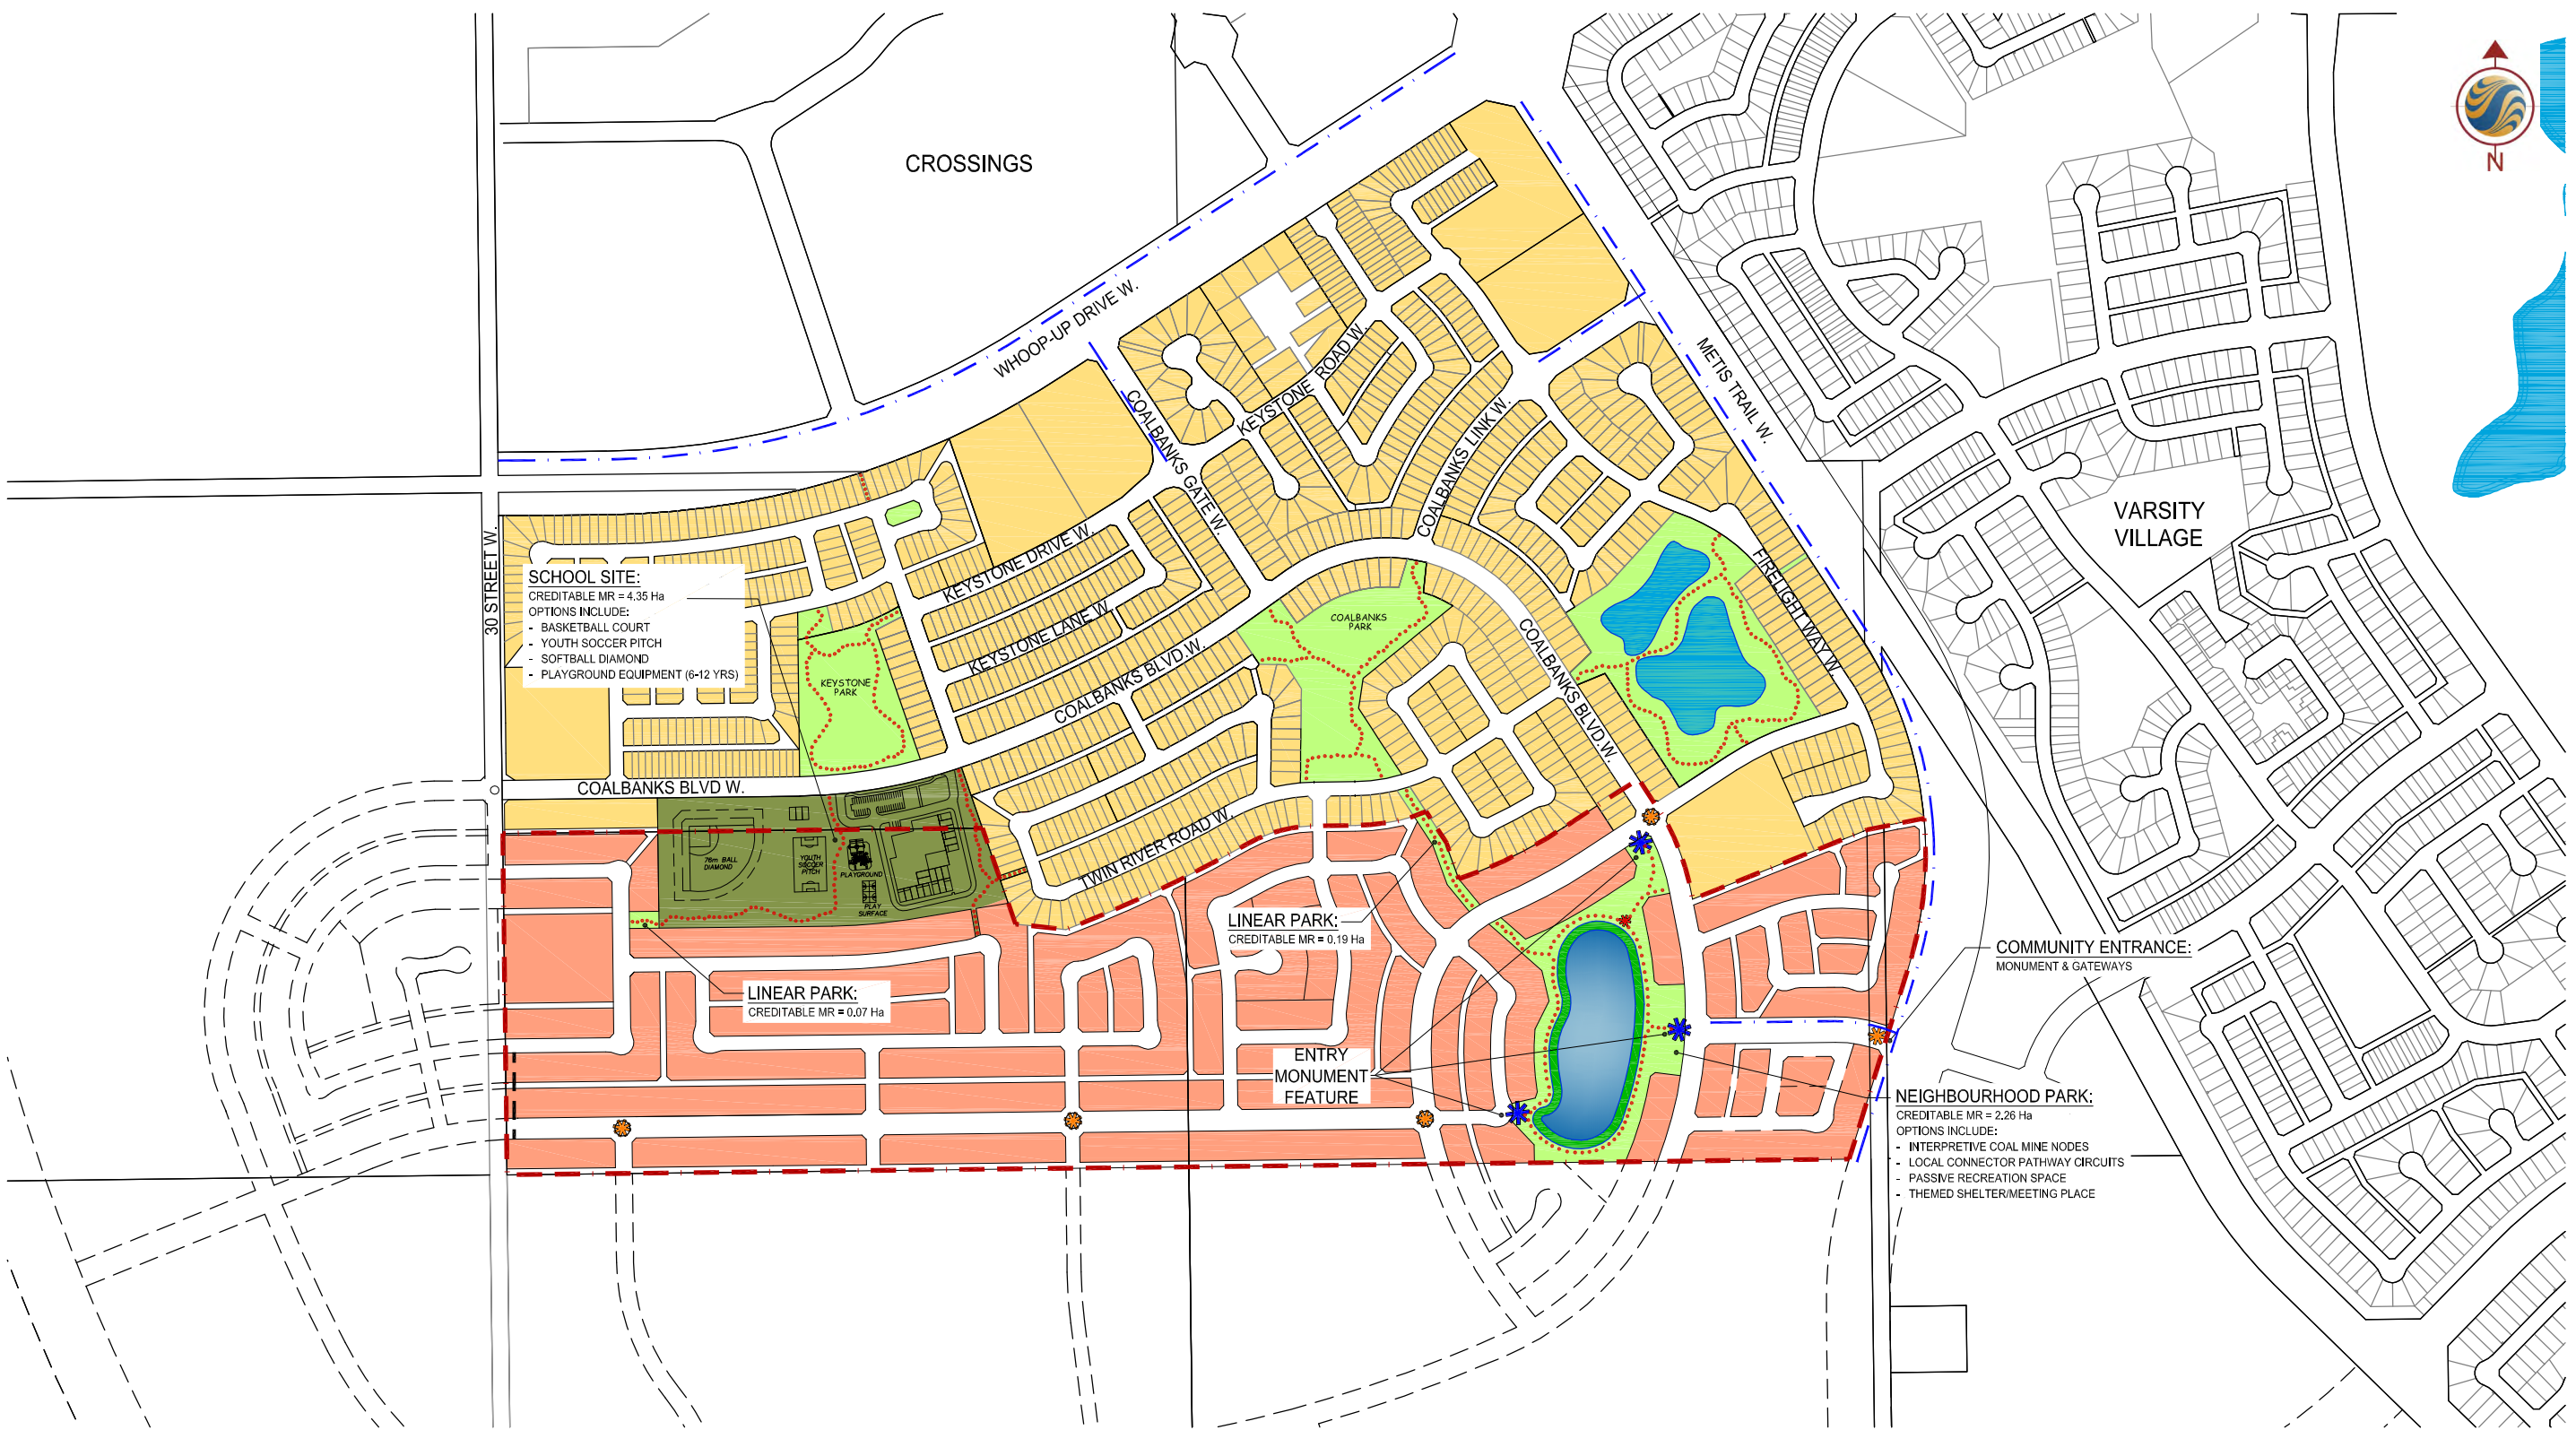 CROSSINGS
N
WHOOP-UP DRIVE W.
METIS TRAIL W.
KEYSTONE ROAD W.
COALBANKS GATE W.
COALBANKS LINK W.
VARSITY
VILLAGE
30 STREET W.
SCHOOL SITE:
CREDITABLE MR = 4.35 Ha
OPTIONS INCLUDE:
- BASKETBALL COURT
- YOUTH SOCCER PITCH
- SOFTBALL DIAMOND
- PLAYGROUND EQUIPMENT (6-12 YRS)
KEYSTONE DRIVE W.
KEYSTONE LANE W.
COALBANKS BLVD.W.
COALBANKS
PARK
FIRELIGHT WAY W.
COALBANKS BLVD.W.
KEYSTONE
PARK
COALBANKS BLVD W.
TWIN RIVER ROAD W.
76m BALL
DIAMOND
YOUTH
SOCCER
PITCH
PLAYGROUND
PLAY
SURFACE
LINEAR PARK:
CREDITABLE MR = 0.19 Ha
COMMUNITY ENTRANCE:
MONUMENT & GATEWAYS
LINEAR PARK:
CREDITABLE MR = 0.07 Ha
ENTRY
MONUMENT
FEATURE
NEIGHBOURHOOD PARK:
CREDITABLE MR = 2.26 Ha
OPTIONS INCLUDE:
- INTERPRETIVE COAL MINE NODES
- LOCAL CONNECTOR PATHWAY CIRCUITS
- PASSIVE RECREATION SPACE
- THEMED SHELTER/MEETING PLACE